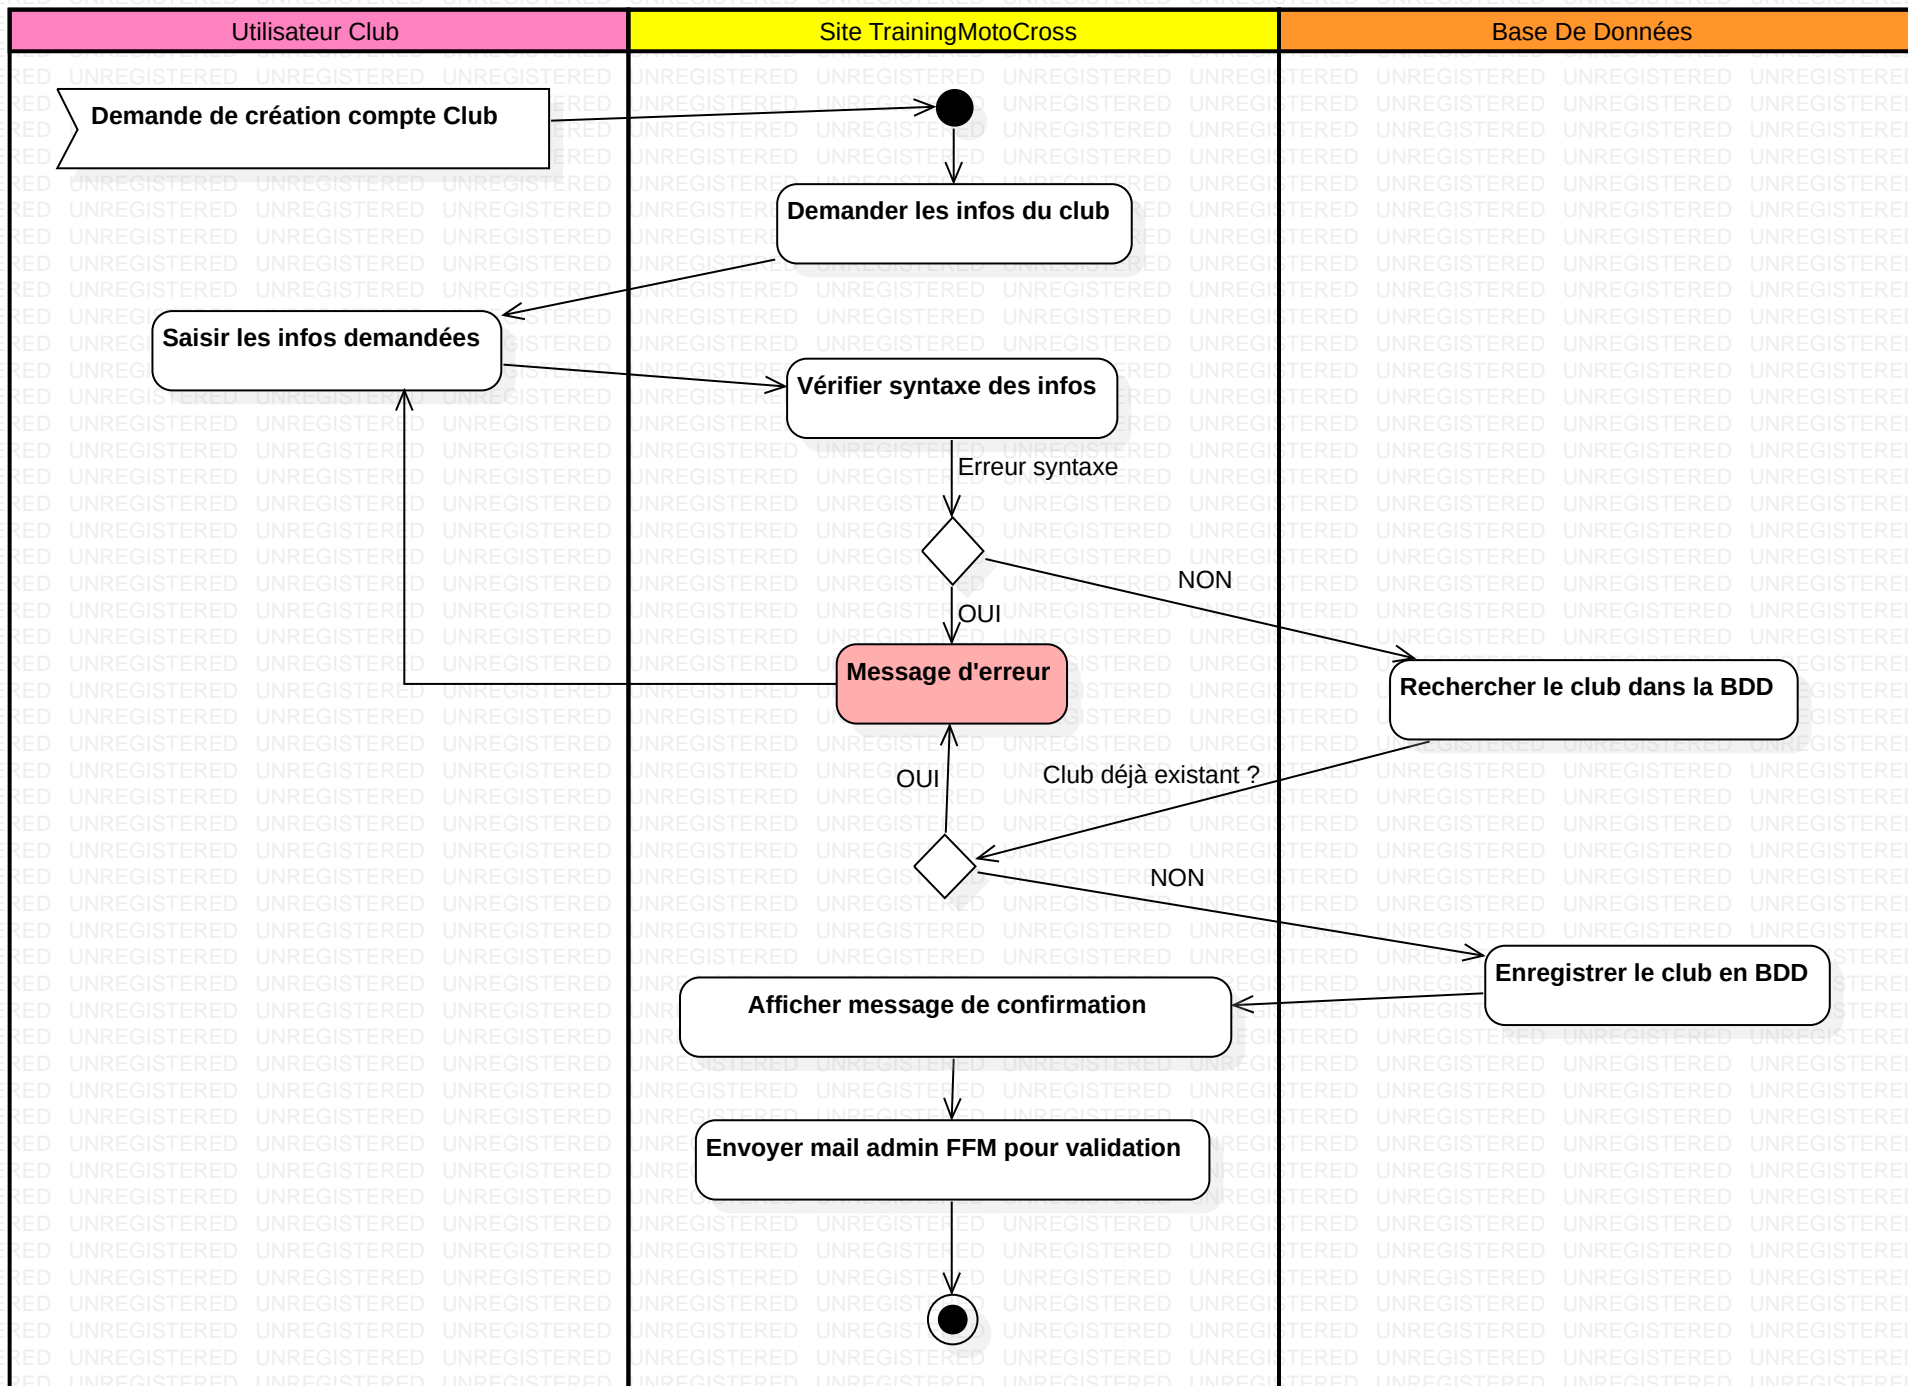 Utilisateur Club
Site TrainingMotoCross
Base De Données
Demande de création compte Club
Demander les infos du club
Saisir les infos demandées
Vérifier syntaxe des infos
Erreur syntaxe
NON
OUI
Message d'erreur
Rechercher le club dans la BDD
OUI
Club déjà existant ?
NON
Enregistrer le club en BDD
Afficher message de confirmation
Envoyer mail admin FFM pour validation
UNREGISTERED